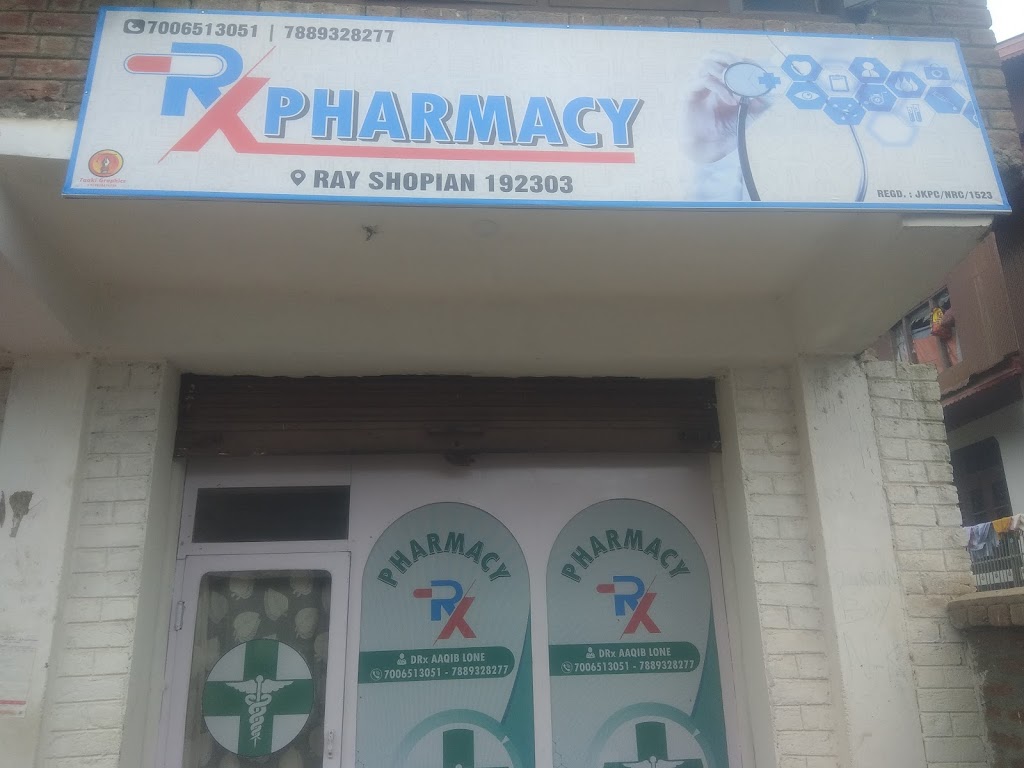 7006513051 | 7889328277
Rx PHARMACY
RAY SHOPIAN 192303
REGD. : JKPC/NRC/1523
PHARMACY
Rx
DRx AAQIB LONE
7006513051 - 7889328277
PHARMACY
Rx
DRx AAQIB LONE
7006513051 - 7889328277